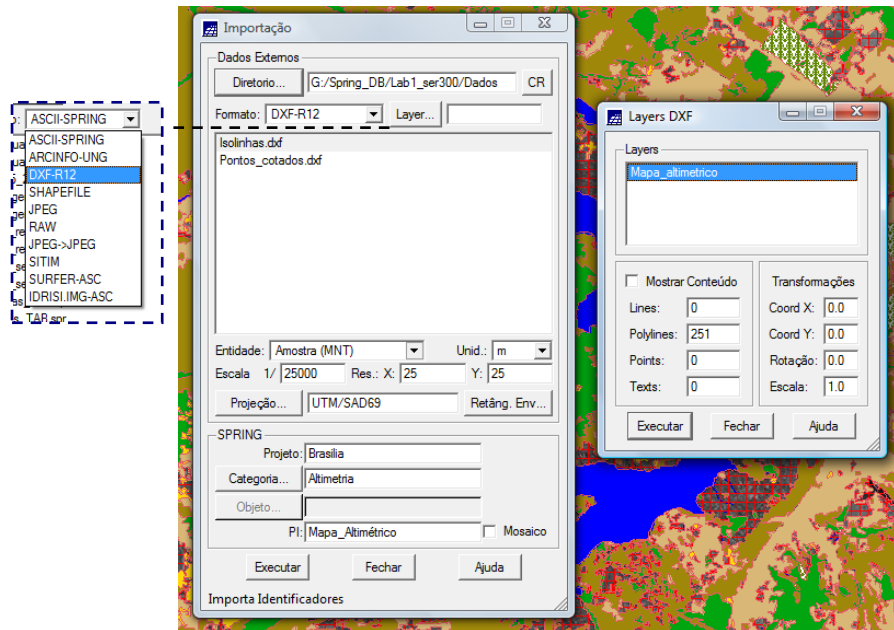 Importação
Dados Externos
Diretorio... G:/Spring_DB/Lab1_ser300/Dados CR
Formato: DXF-R12 Layer...
Isolinhas.dxf
Pontos_cotados.dxf
Entidade: Amostra (MNT) Unid.: m
Escala 1/ 25000 Res.: X: 25 Y: 25
Projeção... UTM/SAD69 Retâng. Env...
SPRING
Projeto: Brasilia
Categoria... Altimetria
Objeto...
PI: Mapa_Altimétrico Mosaico
Executar Fechar Ajuda
Importa Identificadores
ASCII-SPRING
ASCII-SPRING
ARCINFO-UNG
DXF-R12
SHAPEFILE
JPEG
RAW
JPEG->JPEG
SITIM
SURFER-ASC
IDRISI.IMG-ASC
TAB.spr
Layers DXF
Layers
Mapa_altimetrico
Mostrar Conteúdo
Lines: 0
Polylines: 251
Points: 0
Texts: 0
Transformações
Coord X: 0.0
Coord Y: 0.0
Rotação: 0.0
Escala: 1.0
Executar Fechar Ajuda